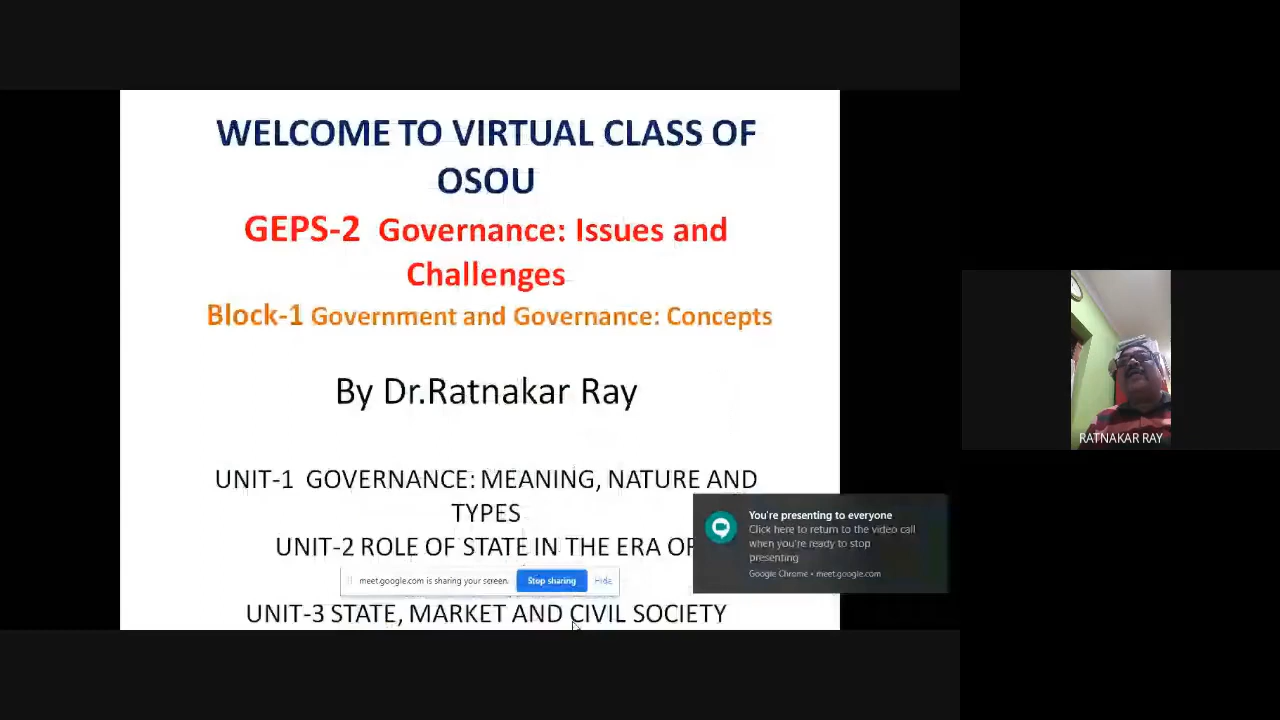 WELCOME TO VIRTUAL CLASS OF
OSOU
GEPS-2 Governance: Issues and
Challenges
Block-1 Government and Governance: Concepts
By Dr.Ratnakar Ray
UNIT-1 GOVERNANCE: MEANING, NATURE AND
TYPES
UNIT-2 ROLE OF STATE IN THE ERA OF
UNIT-3 STATE, MARKET AND CIVIL SOCIETY
meet.google.com is sharing your screen.
Stop sharing
Hide
You're presenting to everyone
Click here to return to the video call
when you're ready to stop
presenting
Google Chrome • meet.google.com
RATNAKAR RAY